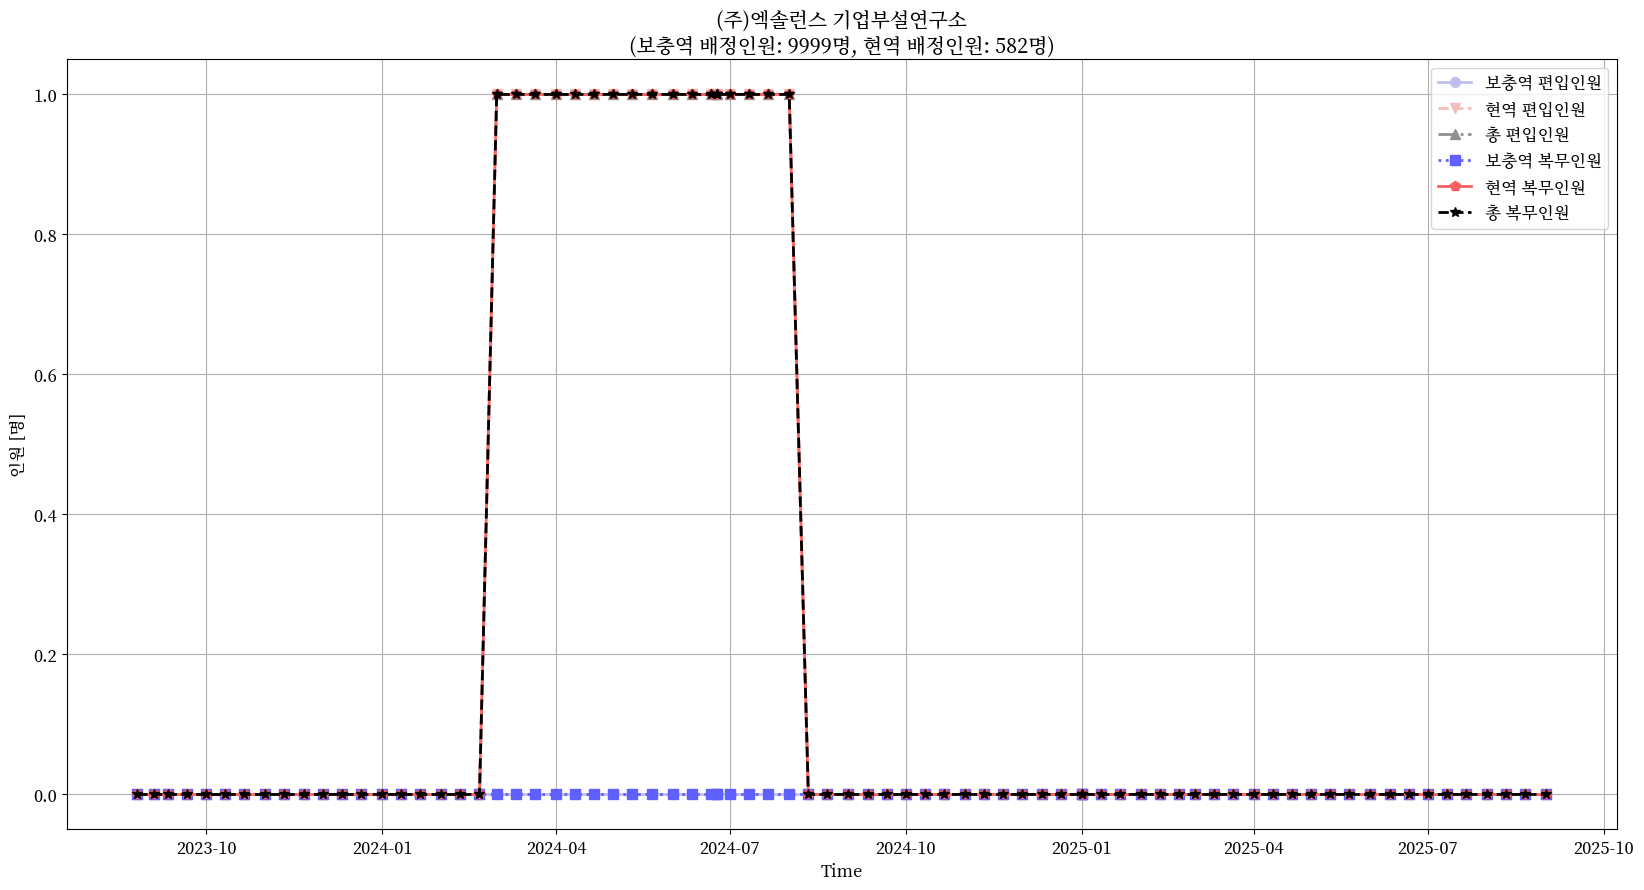 (주)엑솔런스 기업부설연구소
(보충역 배정인원: 9999명, 현역 배정인원: 582명)
보충역 편입인원
현역 편입인원
총 편입인원
보충역 복무인원
현역 복무인원
총 복무인원
1.0
0.8
0.6
0.4
0.2
0.0
인원 [명]
2023-10
2024-01
2024-04
2024-07
2024-10
2025-01
2025-04
2025-07
2025-10
Time